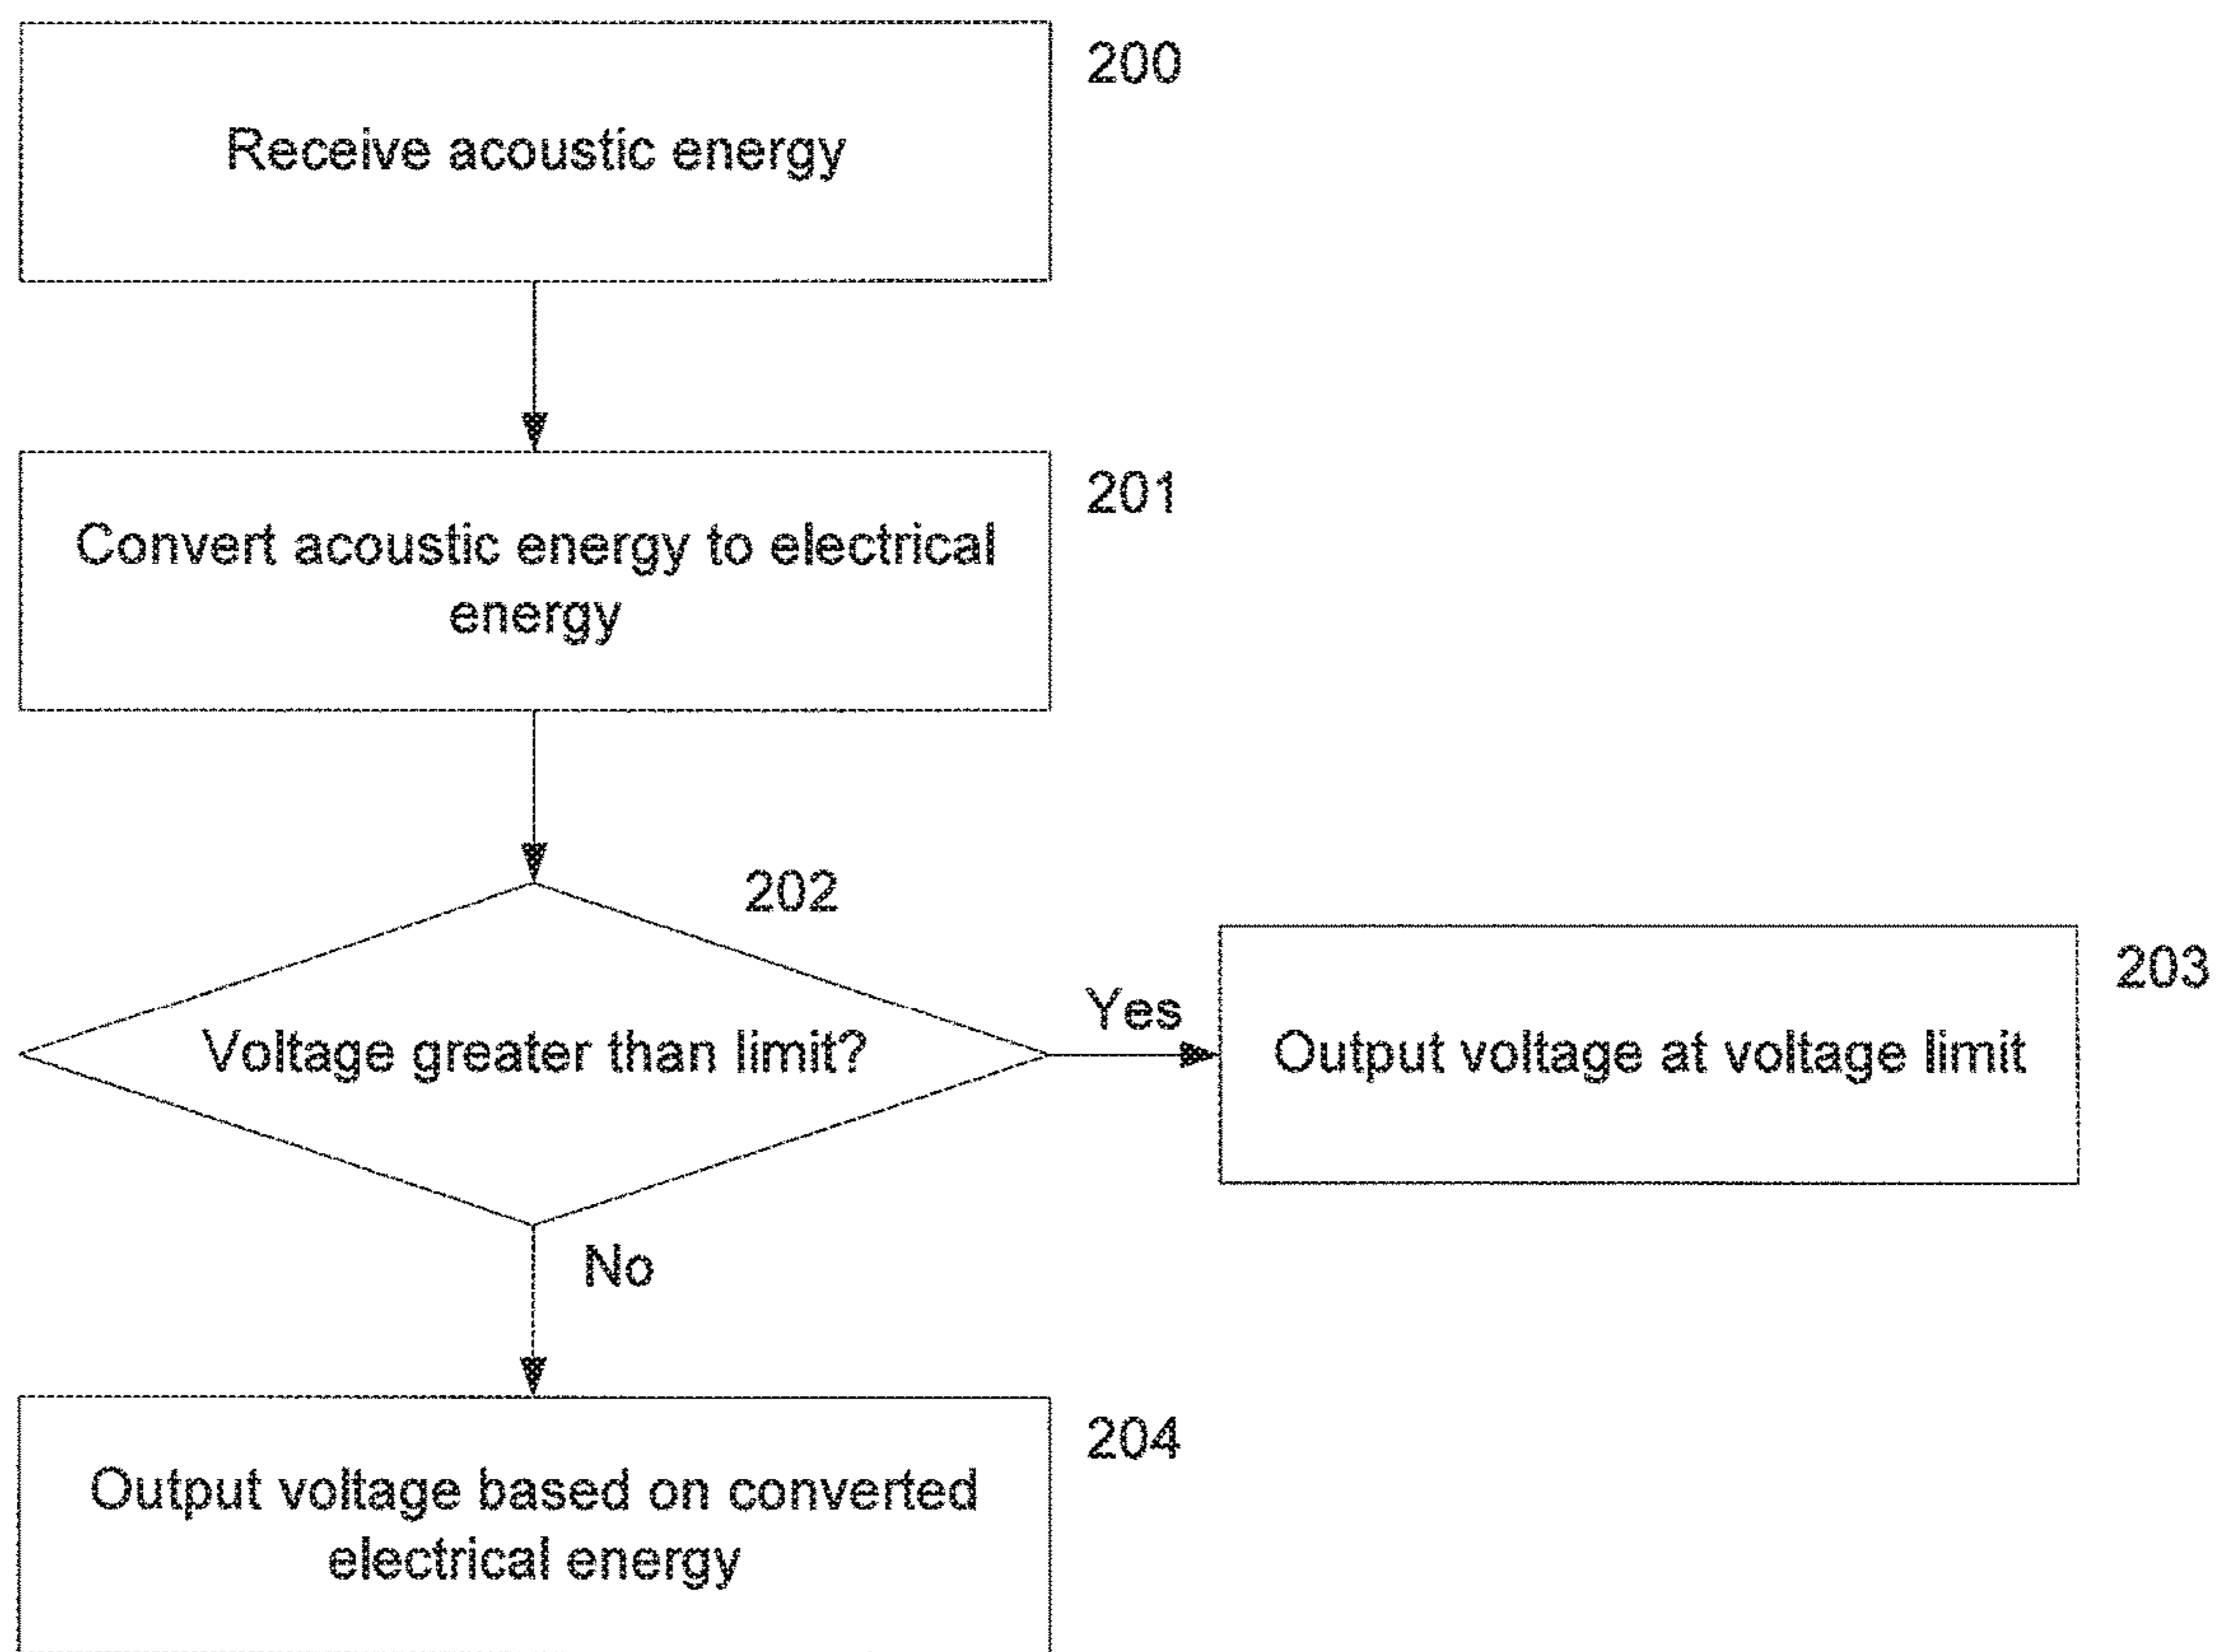 200
Receive acoustic energy
201
Convert acoustic energy to electrical
energy
202
Voltage greater than limit?
Yes
203
Output voltage at voltage limit
No
204
Output voltage based on converted
electrical energy